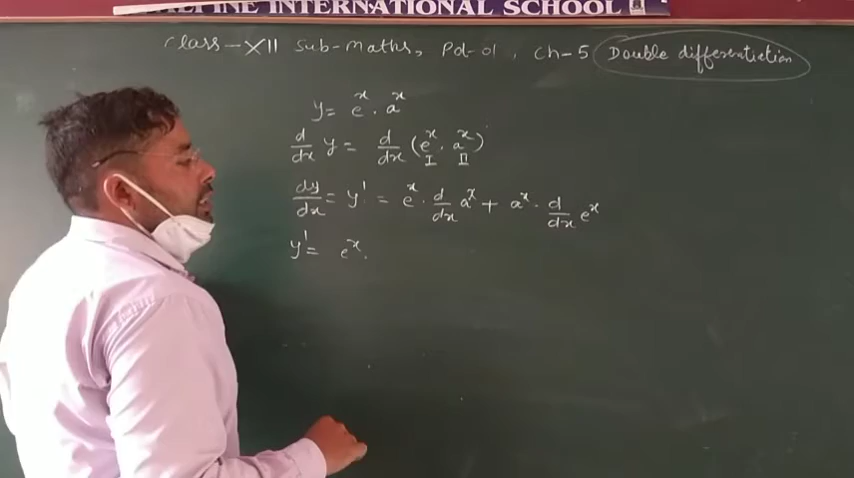 INTERNATIONAL SCHOOL
Class-XII Sub-Maths, Pd-01, Ch-5 Double differentiation
y = e^x . a^x
d/dx y = d/dx (e^x . a^x)
I II
dy/dx = y' = e^x . d/dx a^x + a^x . d/dx e^x
y' = e^x .